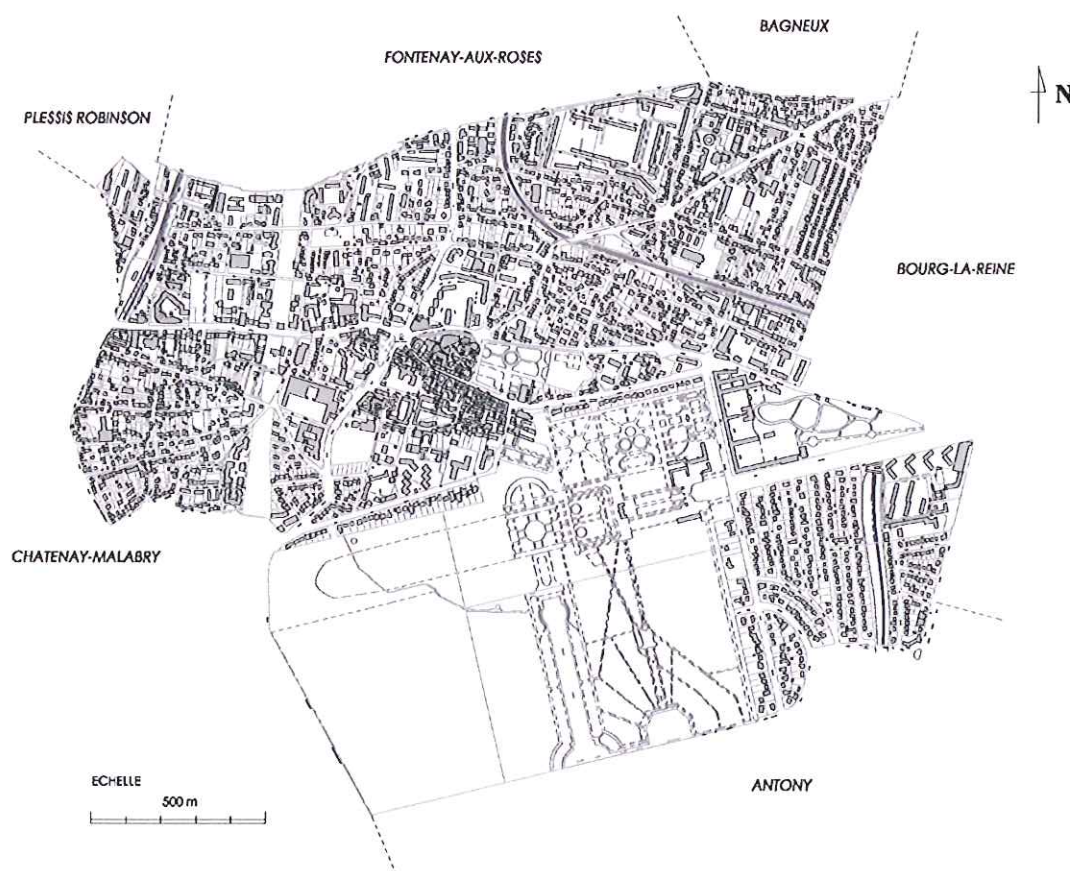 BAGNEUX
FONTENAY-AUX-ROSES
N
PLESSIS ROBINSON
BOURG-LA-REINE
CHATENAY-MALABRY
ECHELLE
500 m
ANTONY